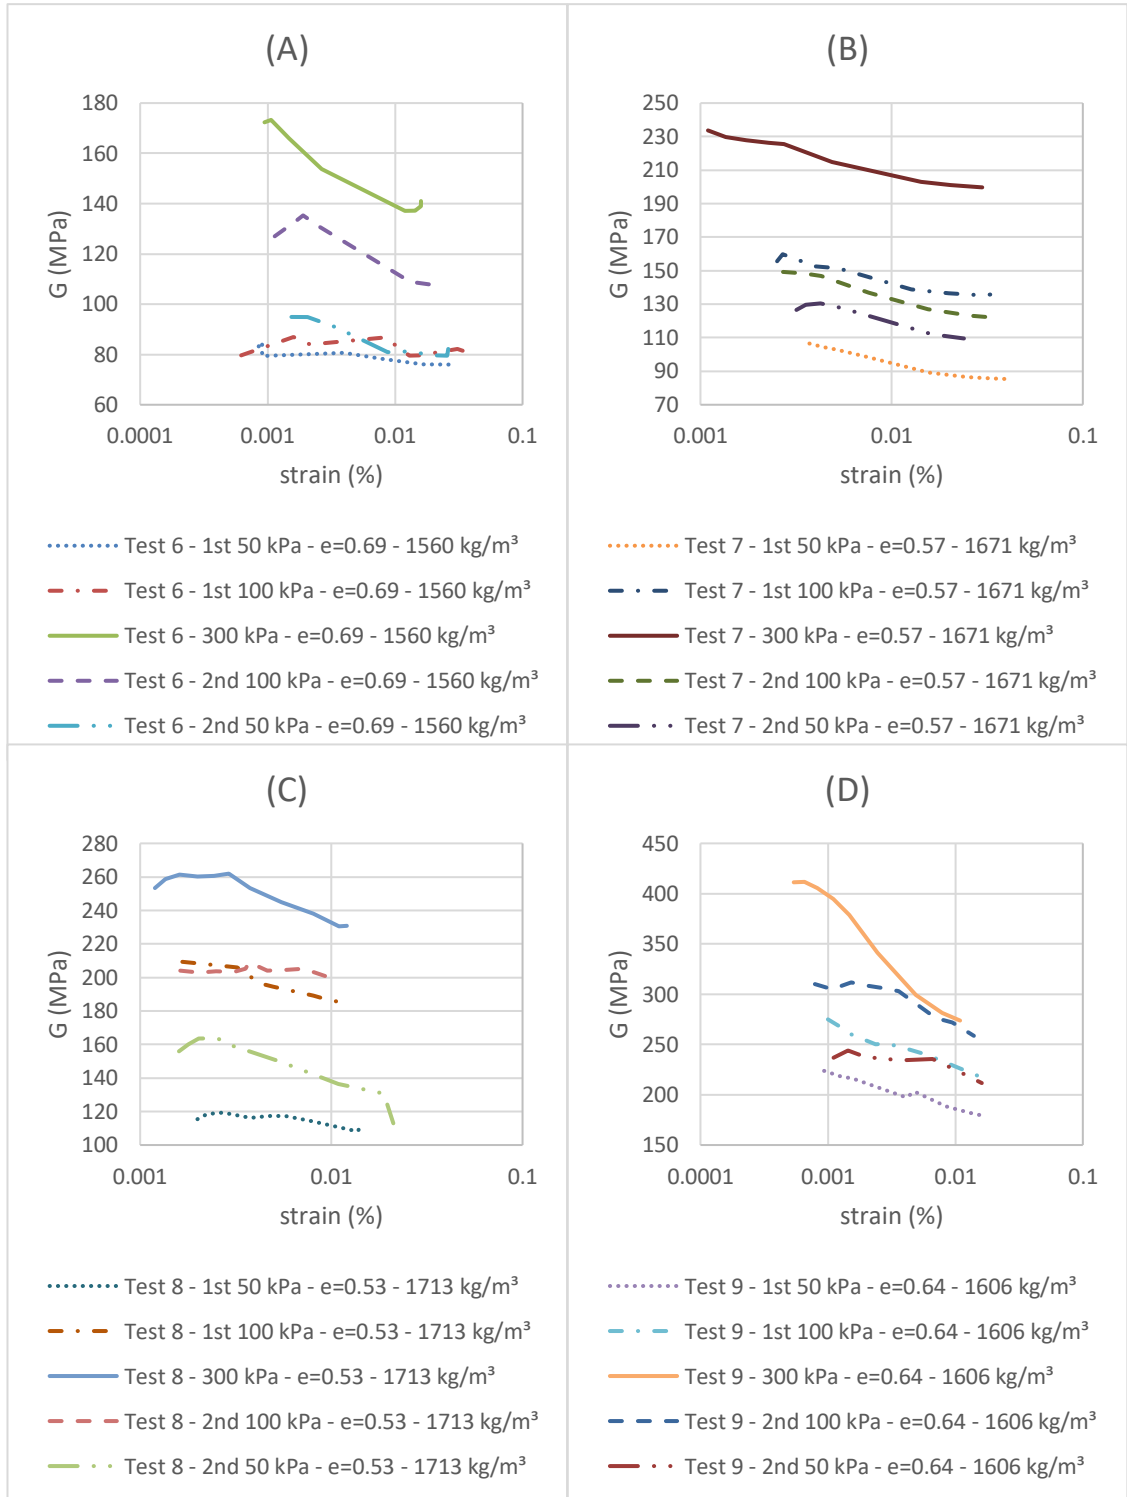 (A)
180
160
140
120
100
80
60
G (MPa)
0.0001
0.001
0.01
0.1
strain (%)
Test 6 - 1st 50 kPa - e=0.69 - 1560 kg/m³
Test 6 - 1st 100 kPa - e=0.69 - 1560 kg/m³
Test 6 - 300 kPa - e=0.69 - 1560 kg/m³
Test 6 - 2nd 100 kPa - e=0.69 - 1560 kg/m³
Test 6 - 2nd 50 kPa - e=0.69 - 1560 kg/m³
(B)
250
230
210
190
170
150
130
110
90
70
G (MPa)
0.001
0.01
0.1
strain (%)
Test 7 - 1st 50 kPa - e=0.57 - 1671 kg/m³
Test 7 - 1st 100 kPa - e=0.57 - 1671 kg/m³
Test 7 - 300 kPa - e=0.57 - 1671 kg/m³
Test 7 - 2nd 100 kPa - e=0.57 - 1671 kg/m³
Test 7 - 2nd 50 kPa - e=0.57 - 1671 kg/m³
(C)
280
260
240
220
200
180
160
140
120
100
G (MPa)
0.001
0.01
0.1
strain (%)
Test 8 - 1st 50 kPa - e=0.53 - 1713 kg/m³
Test 8 - 1st 100 kPa - e=0.53 - 1713 kg/m³
Test 8 - 300 kPa - e=0.53 - 1713 kg/m³
Test 8 - 2nd 100 kPa - e=0.53 - 1713 kg/m³
Test 8 - 2nd 50 kPa - e=0.53 - 1713 kg/m³
(D)
450
400
350
300
250
200
150
G (MPa)
0.0001
0.001
0.01
0.1
strain (%)
Test 9 - 1st 50 kPa - e=0.64 - 1606 kg/m³
Test 9 - 1st 100 kPa - e=0.64 - 1606 kg/m³
Test 9 - 300 kPa - e=0.64 - 1606 kg/m³
Test 9 - 2nd 100 kPa - e=0.64 - 1606 kg/m³
Test 9 - 2nd 50 kPa - e=0.64 - 1606 kg/m³